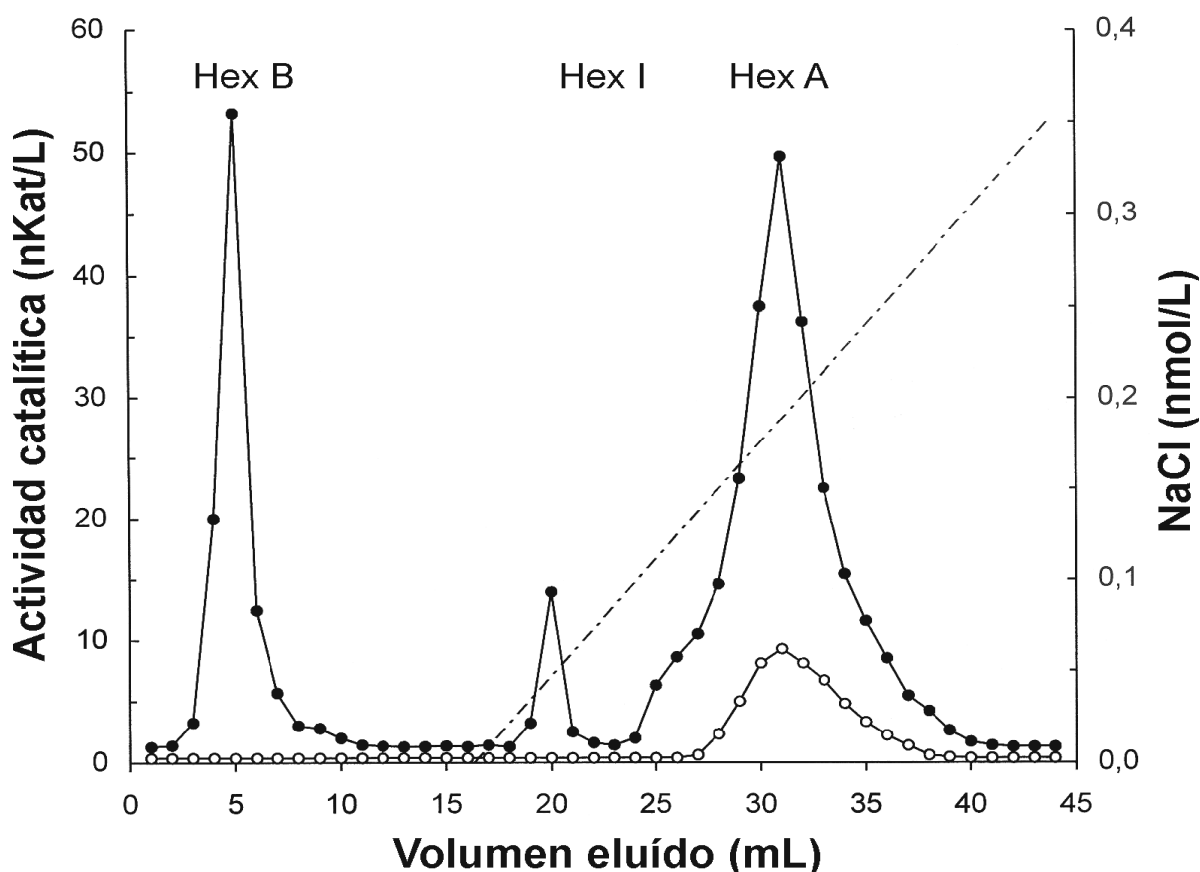 60
50
40
30
20
10
0
Actividad catalítica (nKat/L)
Hex B
Hex I
Hex A
0,4
0,3
0,2
0,1
0,0
NaCl (nmol/L)
0 5 10 15 20 25 30 35 40 45
Volumen eluído (mL)